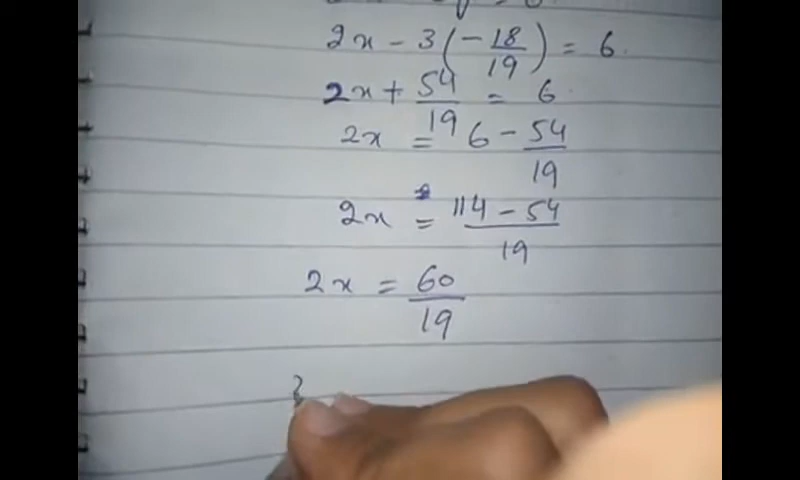 2x - 3(-18/19) = 6
2x + 54/19 = 6
2x = 6 - 54/19
2x = 114 - 54/19
2x = 60/19